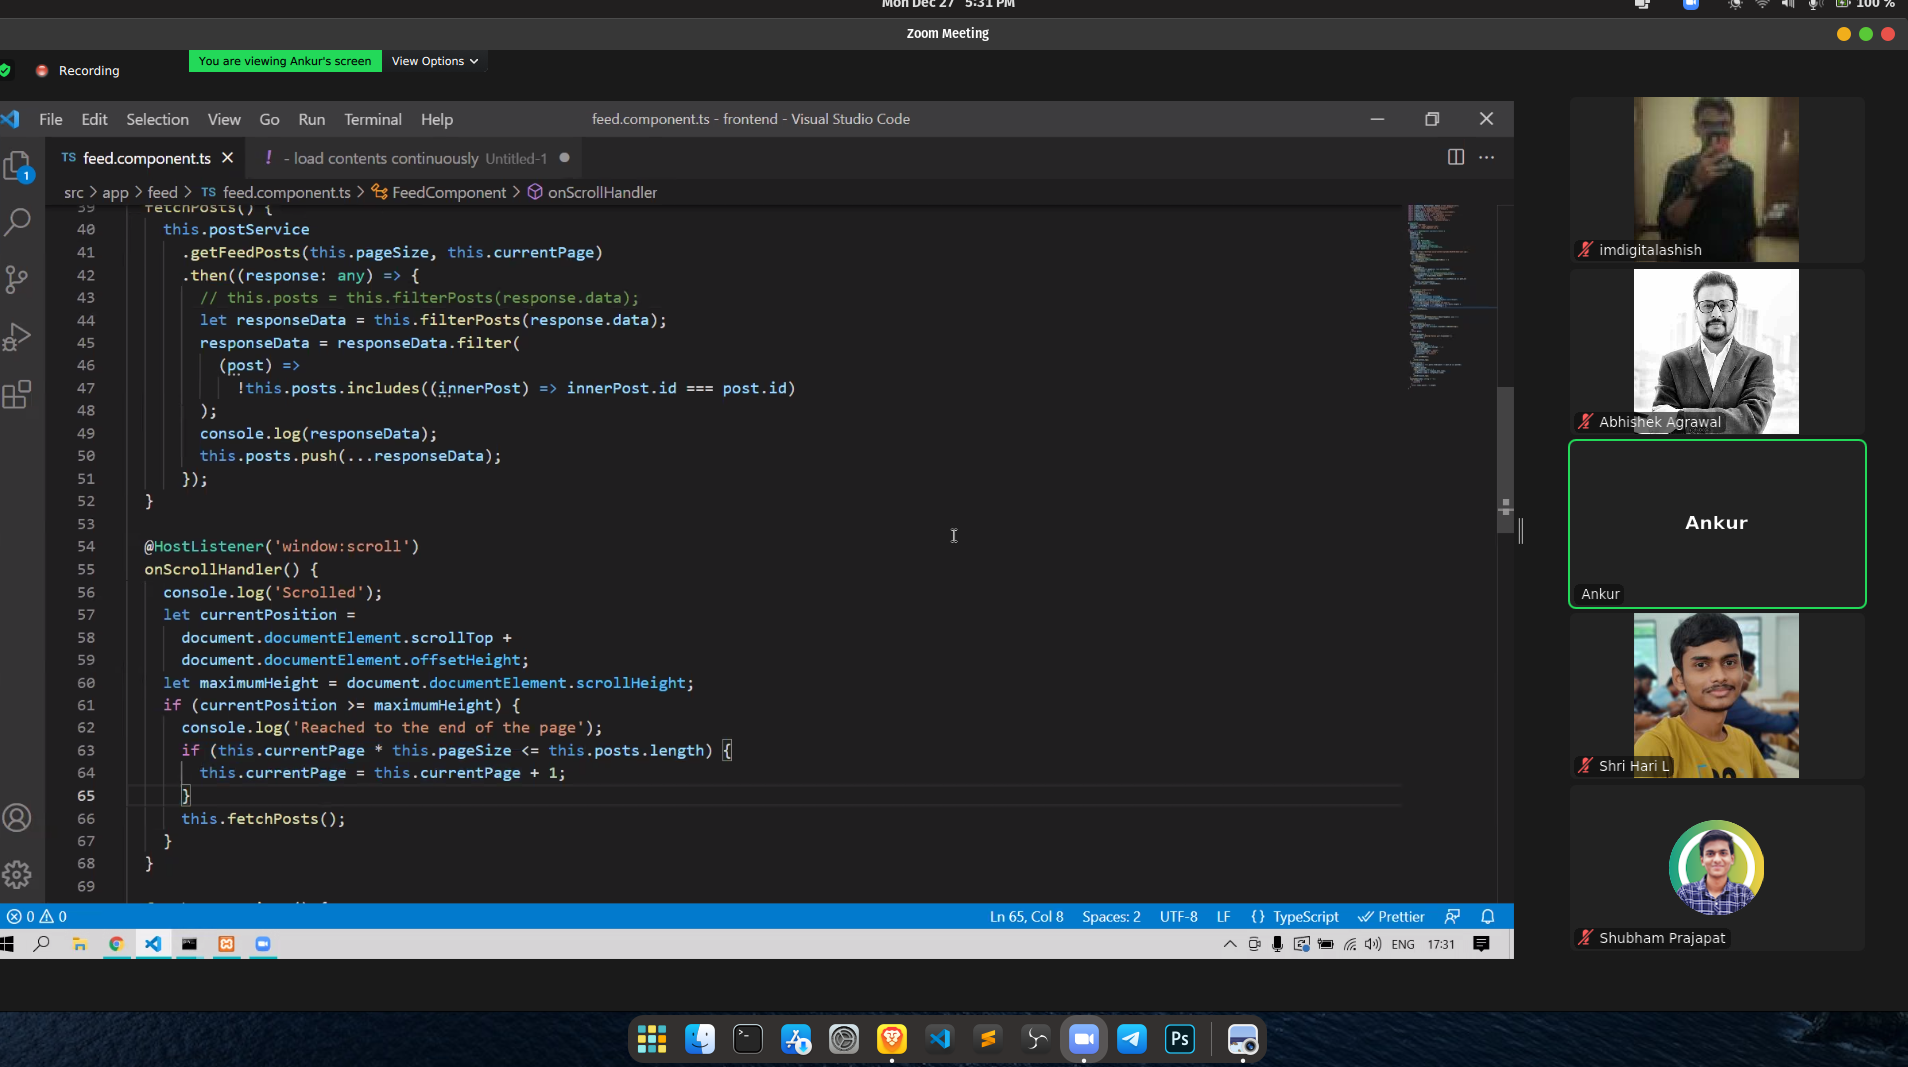 Mon Dec 27 5:31 PM
100 %
Zoom Meeting
Recording
You are viewing Ankur's screen
View Options
File Edit Selection View Go Run Terminal Help
feed.component.ts - frontend - Visual Studio Code
1
TS feed.component.ts
! - load contents continuously Untitled-1
src > app > feed > TS feed.component.ts > FeedComponent > onScrollHandler
39 fetchPosts() {
40 this.postService
41 .getFeedPosts(this.pageSize, this.currentPage)
42 .then((response: any) => {
43 // this.posts = this.filterPosts(response.data);
44 let responseData = this.filterPosts(response.data);
45 responseData = responseData.filter(
46 (post) =>
47 !this.posts.includes((innerPost) => innerPost.id === post.id)
48 );
49 console.log(responseData);
50 this.posts.push(...responseData);
51 });
52 }
53
54 @HostListener('window:scroll')
55 onScrollHandler() {
56 console.log('Scrolled');
57 let currentPosition =
58 document.documentElement.scrollTop +
59 document.documentElement.offsetHeight;
60 let maximumHeight = document.documentElement.scrollHeight;
61 if (currentPosition >= maximumHeight) {
62 console.log('Reached to the end of the page');
63 if (this.currentPage * this.pageSize <= this.posts.length) {
64 this.currentPage = this.currentPage + 1;
65 }
66 this.fetchPosts();
67 }
68 }
69
0 0
Ln 65, Col 8 Spaces: 2 UTF-8 LF {} TypeScript Prettier
ENG 17:31
imdigitalashish
Abhishek Agrawal
Ankur
Ankur
Shri Hari L
Shubham Prajapat
Ps